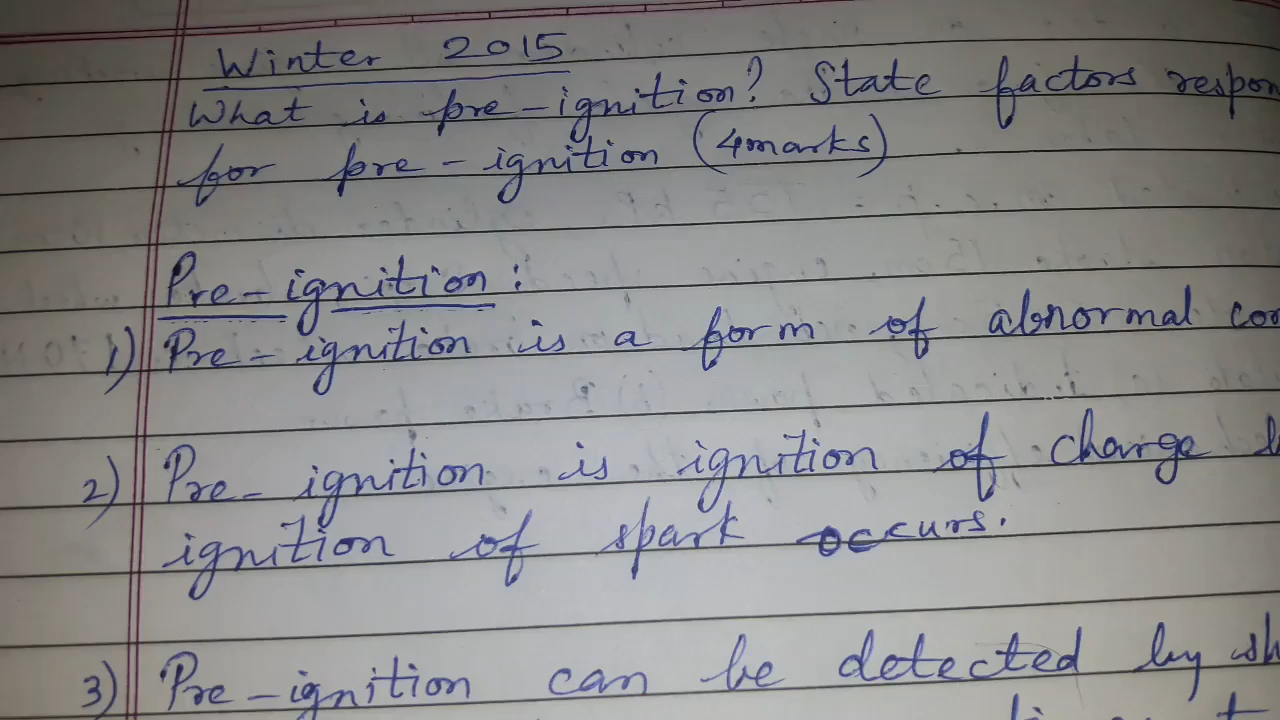 Winter 2015
What is pre-ignition? State factors respon
for pre-ignition (4marks)
Pre-ignition:
1) Pre-ignition is a form of abnormal
2) Pre-ignition is ignition of charge
ignition of spark occurs.
3) Pre-ignition can be detected by sh